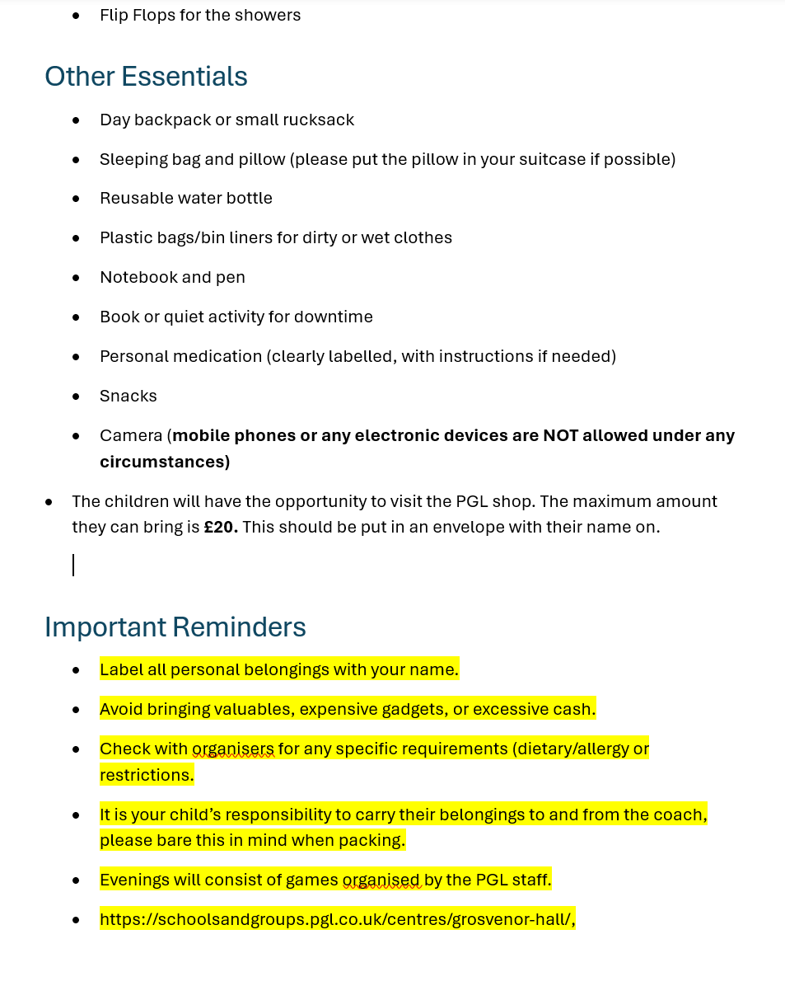 • Flip Flops for the showers
Other Essentials
• Day backpack or small rucksack
• Sleeping bag and pillow (please put the pillow in your suitcase if possible)
• Reusable water bottle
• Plastic bags/bin liners for dirty or wet clothes
• Notebook and pen
• Book or quiet activity for downtime
• Personal medication (clearly labelled, with instructions if needed)
• Snacks
• Camera (mobile phones or any electronic devices are NOT allowed under any
circumstances)
• The children will have the opportunity to visit the PGL shop. The maximum amount
they can bring is £20. This should be put in an envelope with their name on.
Important Reminders
• Label all personal belongings with your name.
• Avoid bringing valuables, expensive gadgets, or excessive cash.
• Check with organisers for any specific requirements (dietary/allergy or
restrictions.
• It is your child’s responsibility to carry their belongings to and from the coach,
please bare this in mind when packing.
• Evenings will consist of games organised by the PGL staff.
• https://schoolsandgroups.pgl.co.uk/centres/grosvenor-hall/,